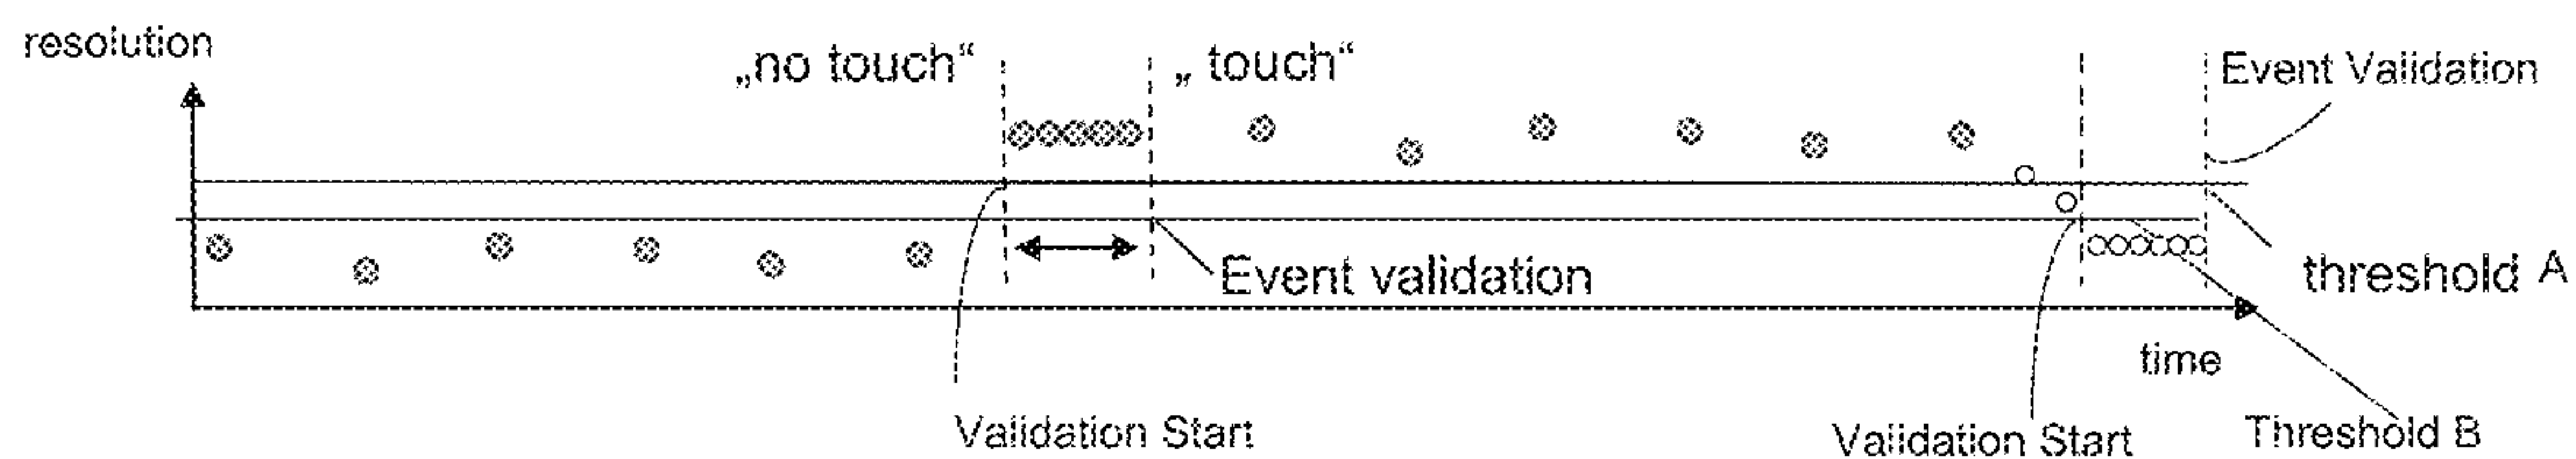 resolution
„no touch“
„ touch“
Event Validation
Event validation
threshold A
time
Validation Start
Validation Start
Threshold B